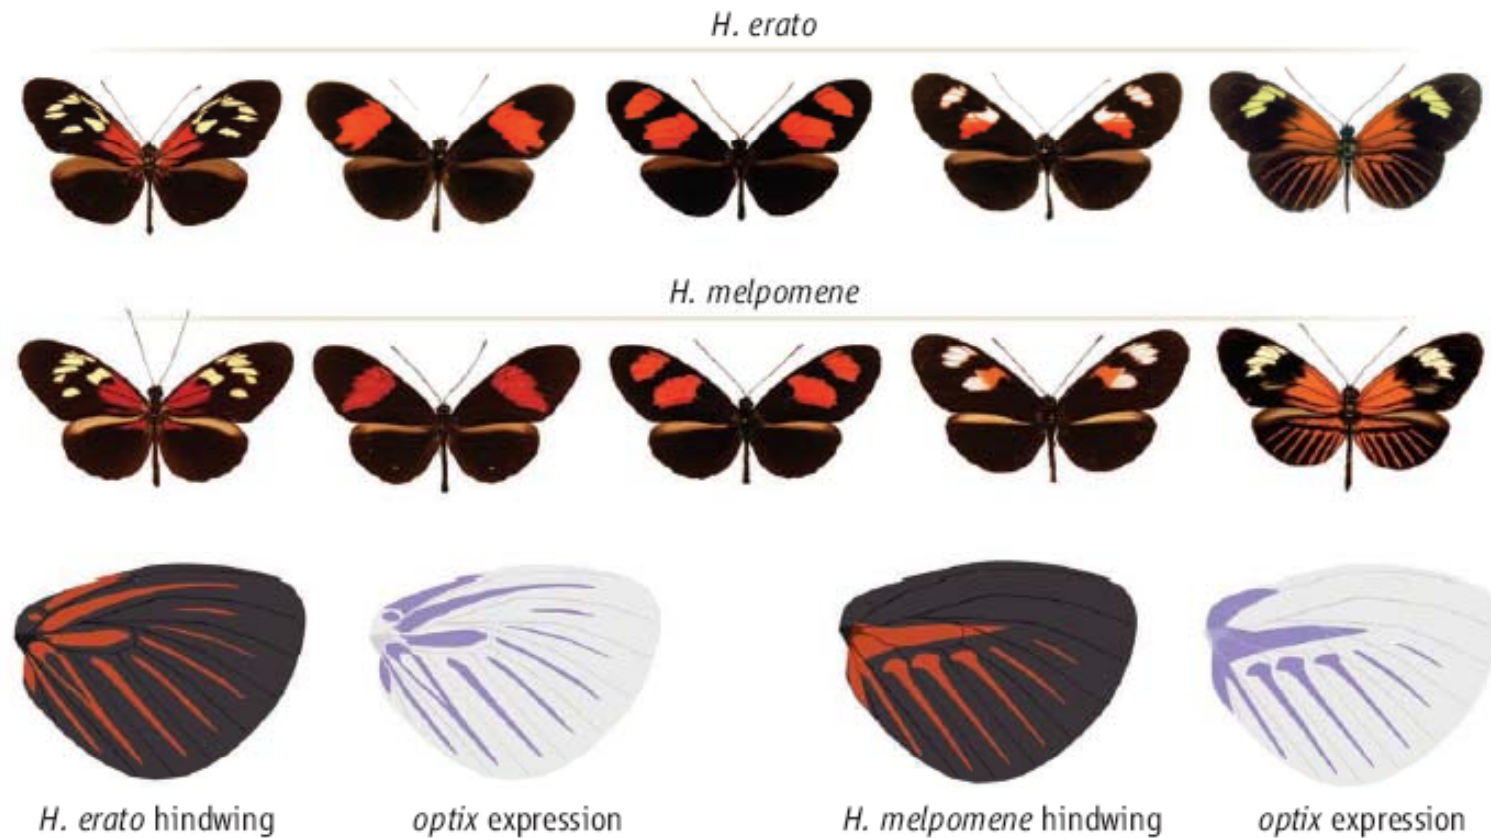 H. erato
H. melpomene
H. erato hindwing
optix expression
H. melpomene hindwing
optix expression